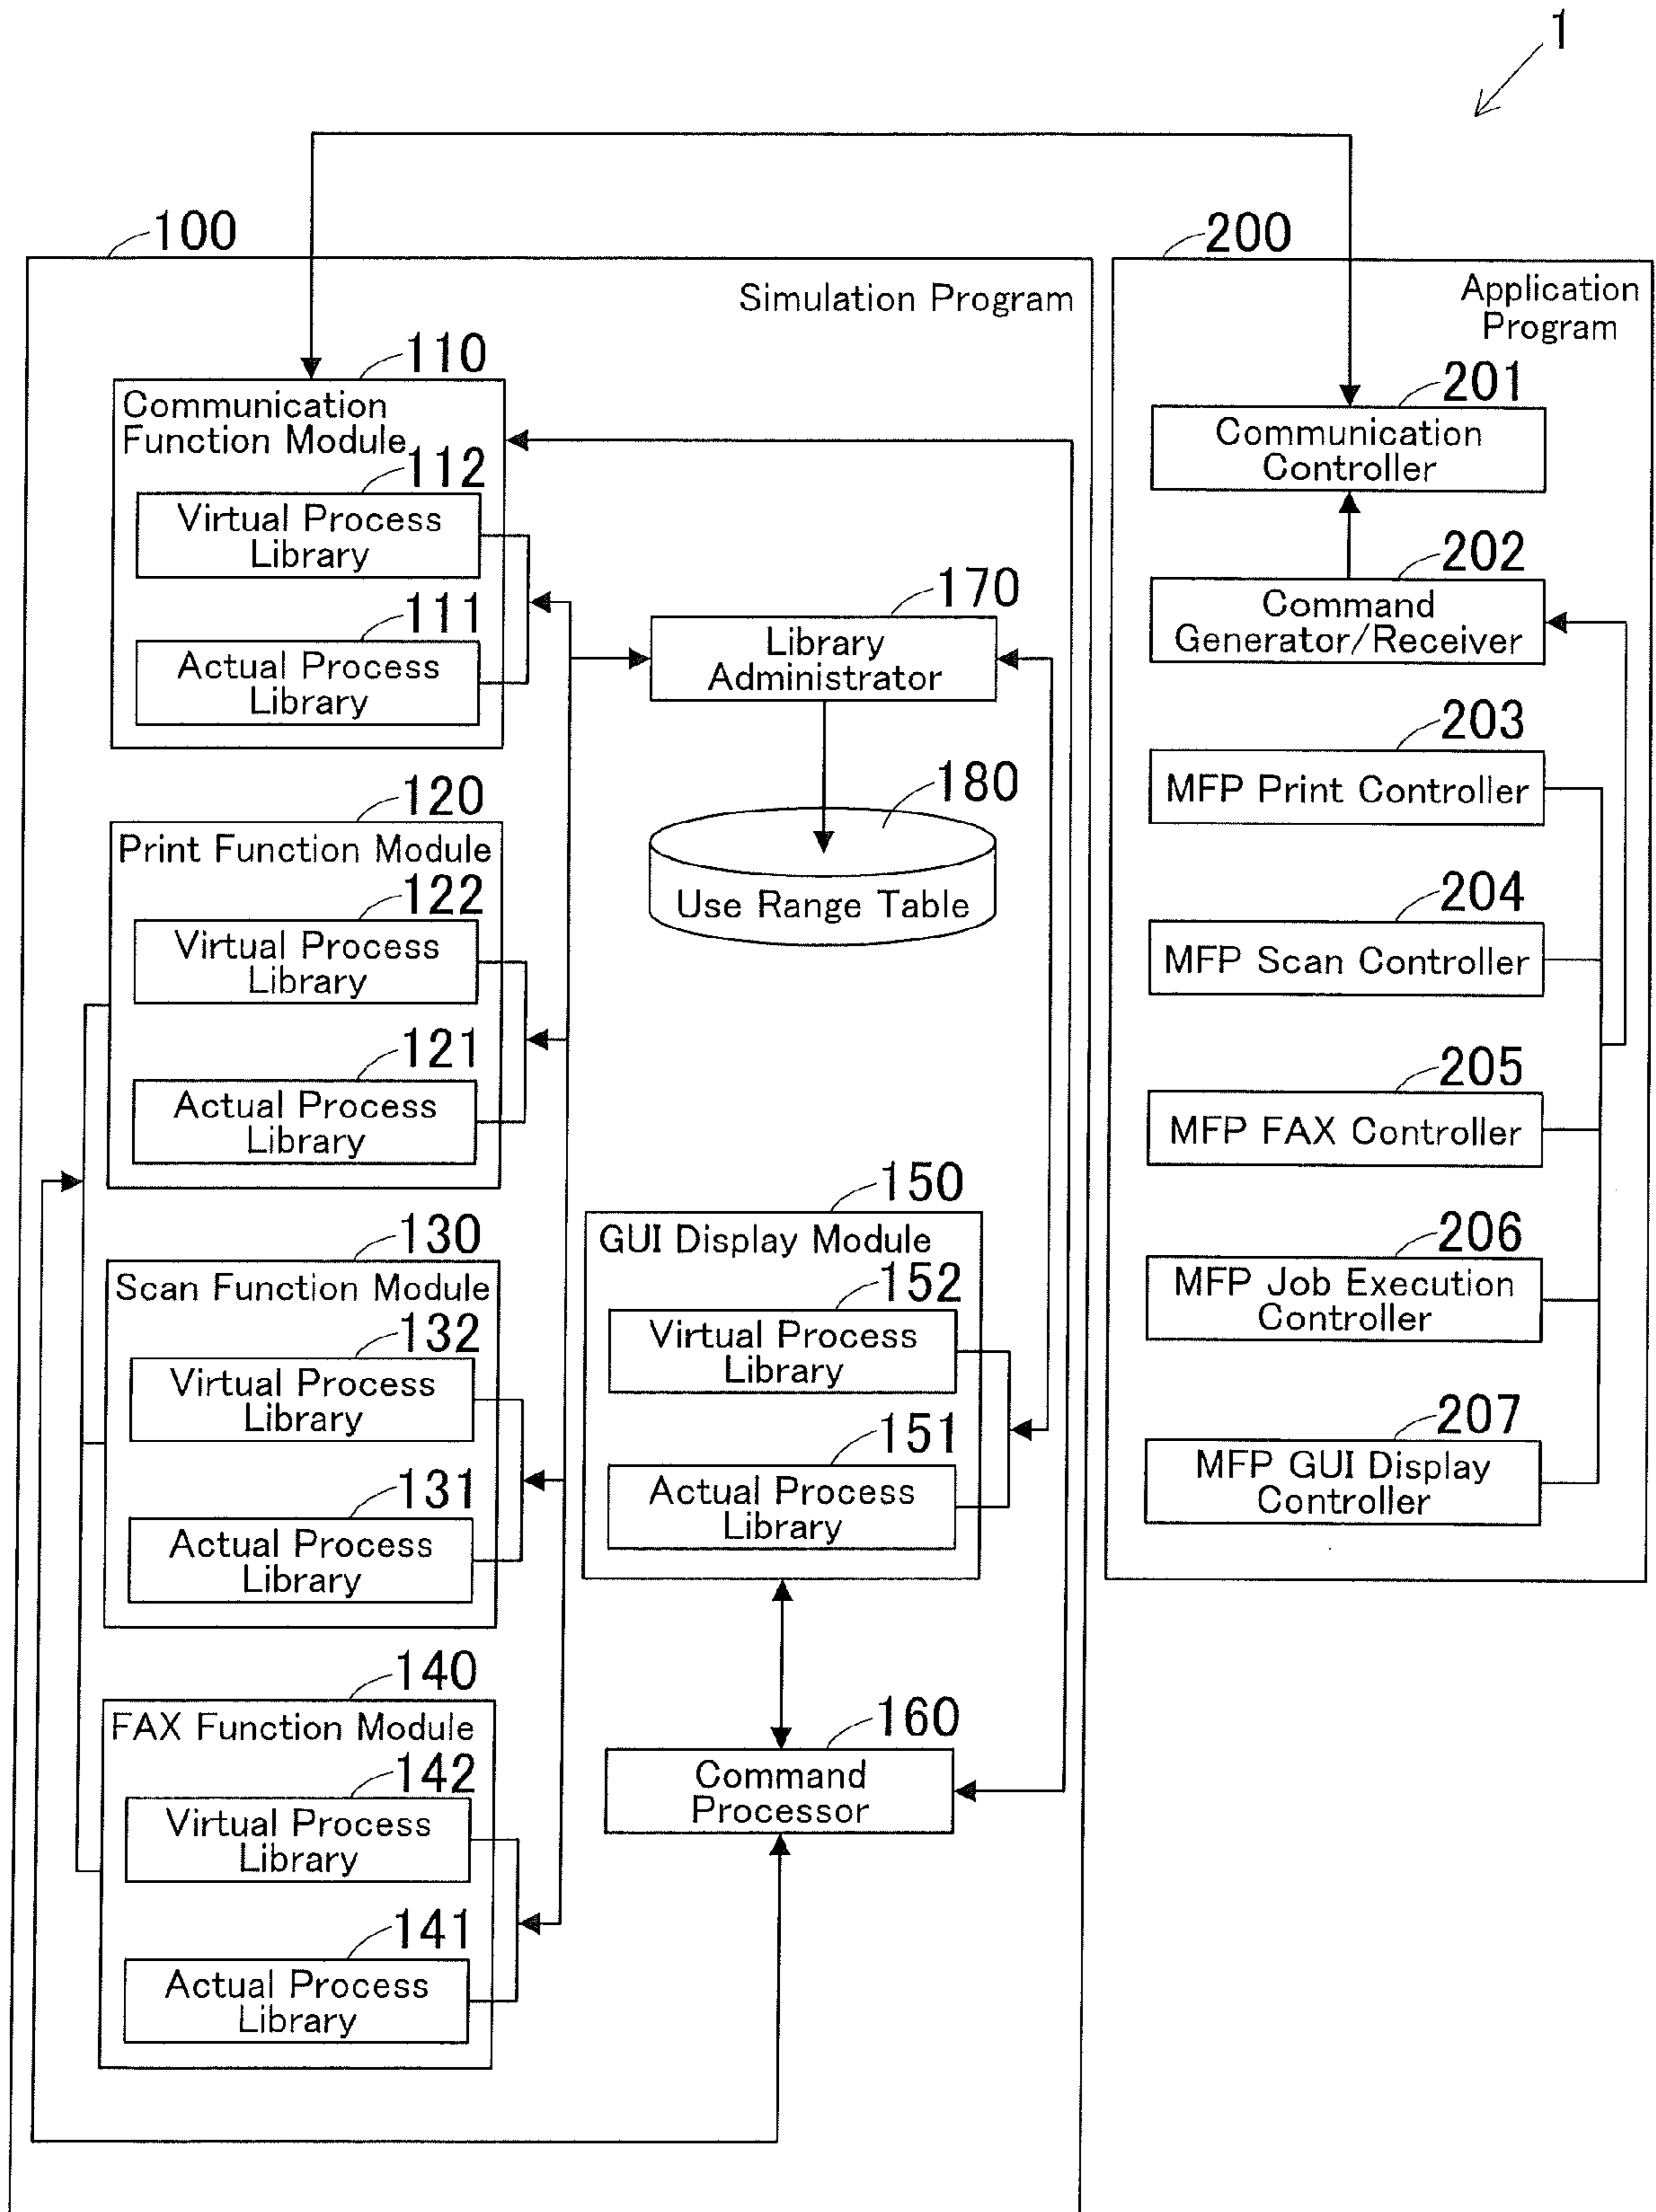 1
100
Simulation Program
110
Communication
Function Module
112
Virtual Process
Library
111
Actual Process
Library
120
Print Function Module
122
Virtual Process
Library
121
Actual Process
Library
130
Scan Function Module
132
Virtual Process
Library
131
Actual Process
Library
140
FAX Function Module
142
Virtual Process
Library
141
Actual Process
Library
170
Library
Administrator
180
Use Range Table
150
GUI Display Module
152
Virtual Process
Library
151
Actual Process
Library
160
Command
Processor
200
Application
Program
201
Communication
Controller
202
Command
Generator/Receiver
203
MFP Print Controller
204
MFP Scan Controller
205
MFP FAX Controller
206
MFP Job Execution
Controller
207
MFP GUI Display
Controller